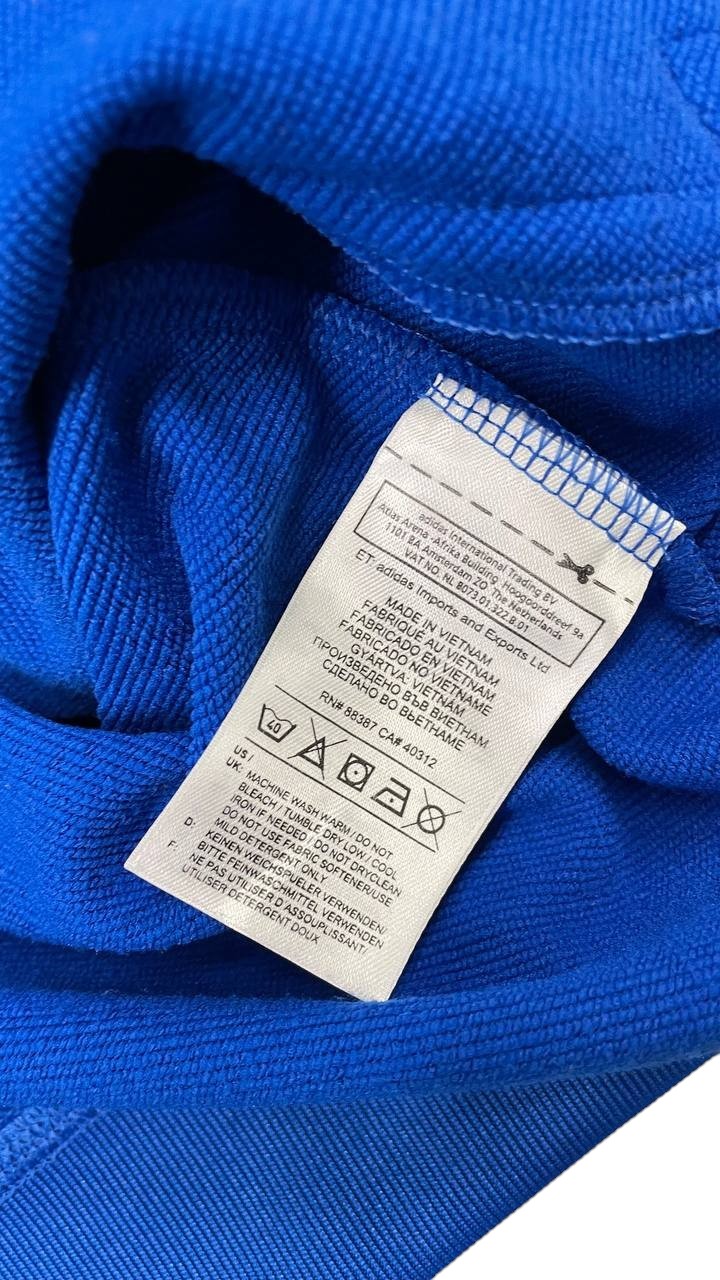 adidas International Trading BV
Atlas Arena -Afrika Building, Hoogoorddreef 9a
1101 BA Amsterdam ZO, The Netherlands
VAT NO. NL 8073.01.322.B.01
ET: adidas Imports and Exports Ltd
MADE IN VIETNAM
FABRIQUE AU VIETNAM
FABRICADO EN VIETNAM
FABRICADO NO VIETNAME
GYÁRTVA: VIETNÁM
ПРОИЗВЕДЕНО ВЪВ ВИЕТНАМ
СДЕЛАНО ВО ВЬЕТНАМЕ
RN# 88387 CA# 40312
40
US /
UK: MACHINE WASH WARM / DO NOT
BLEACH / TUMBLE DRY LOW / COOL
IRON IF NEEDED / DO NOT DRYCLEAN
DO NOT USE FABRIC SOFTENER/USE
MILD DETERGENT ONLY
D: KEINEN WEICHSPUELER VERWENDEN/
BITTE FEINWASCHMITTEL VERWENDEN
F: NE PAS UTILISER D ASSOUPLISSANT/
UTILISER DETERGENT DOUX